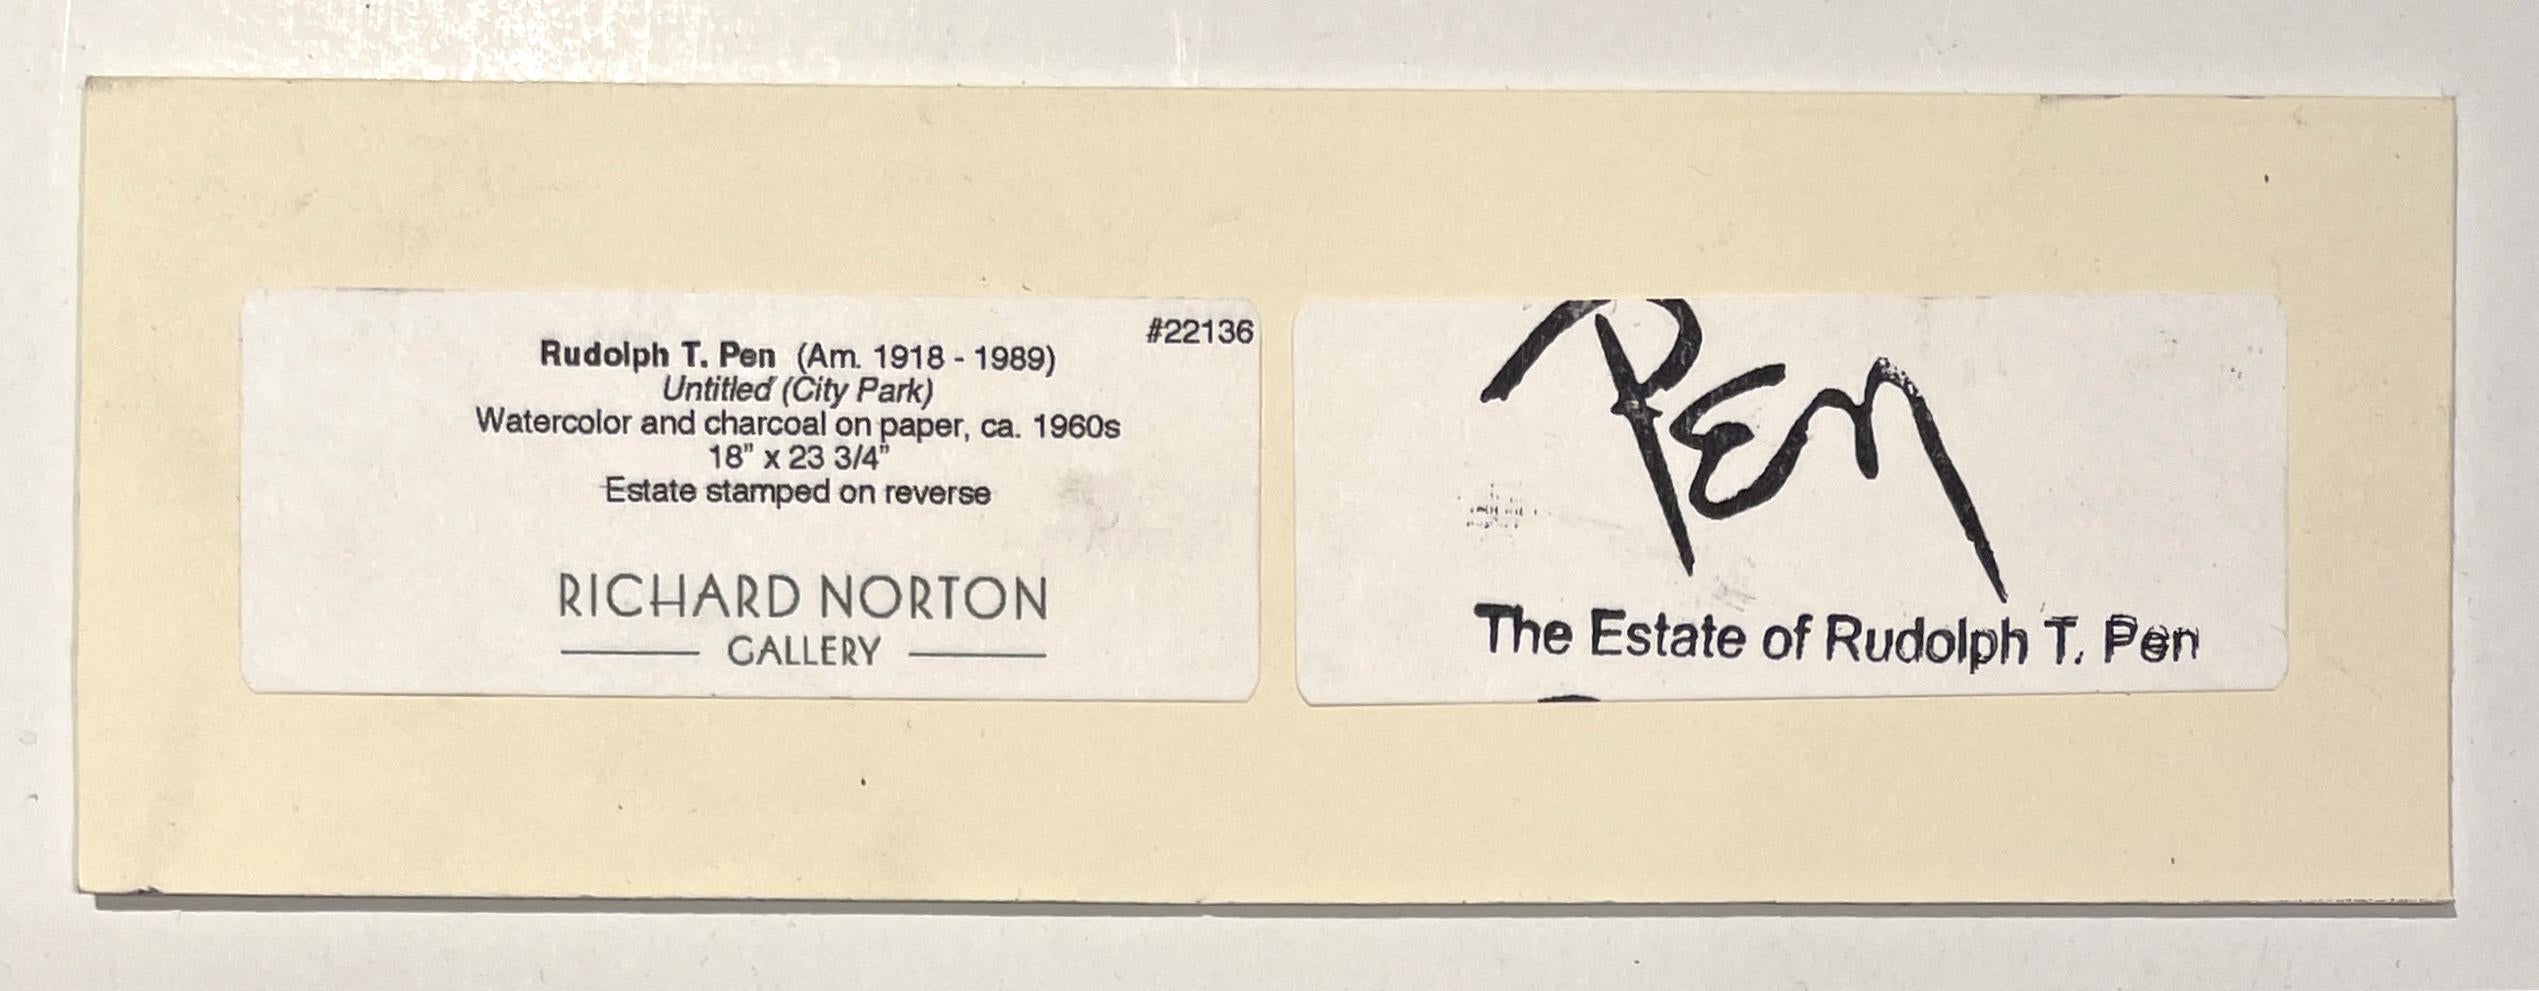 #22136
Rudolph T. Pen (Am. 1918 - 1989)
Untitled (City Park)
Watercolor and charcoal on paper, ca. 1960s
18" x 23 3/4"
Estate stamped on reverse
RICHARD NORTON
GALLERY
Pen
The Estate of Rudolph T. Pen